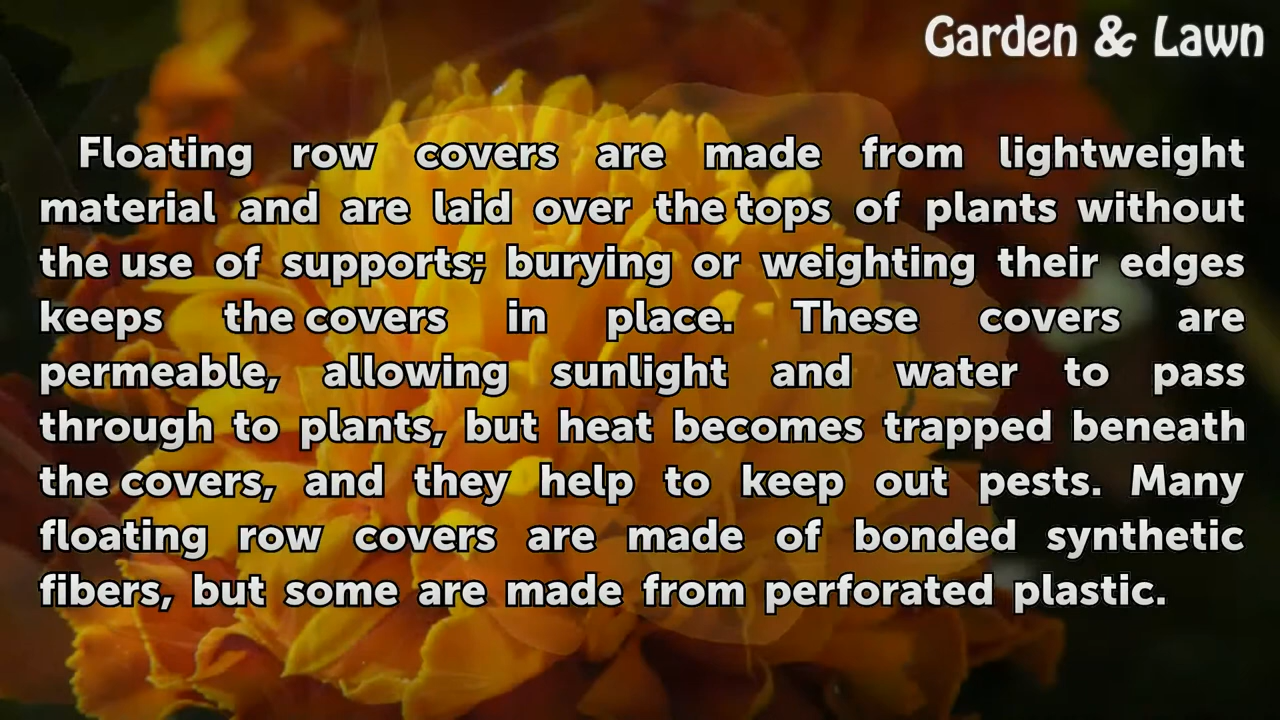 Garden & Lawn
Floating row covers are made from lightweight
material and are laid over the tops of plants without
the use of supports; burying or weighting their edges
keeps the covers in place. These covers are
permeable, allowing sunlight and water to pass
through to plants, but heat becomes trapped beneath
the covers, and they help to keep out pests. Many
floating row covers are made of bonded synthetic
fibers, but some are made from perforated plastic.